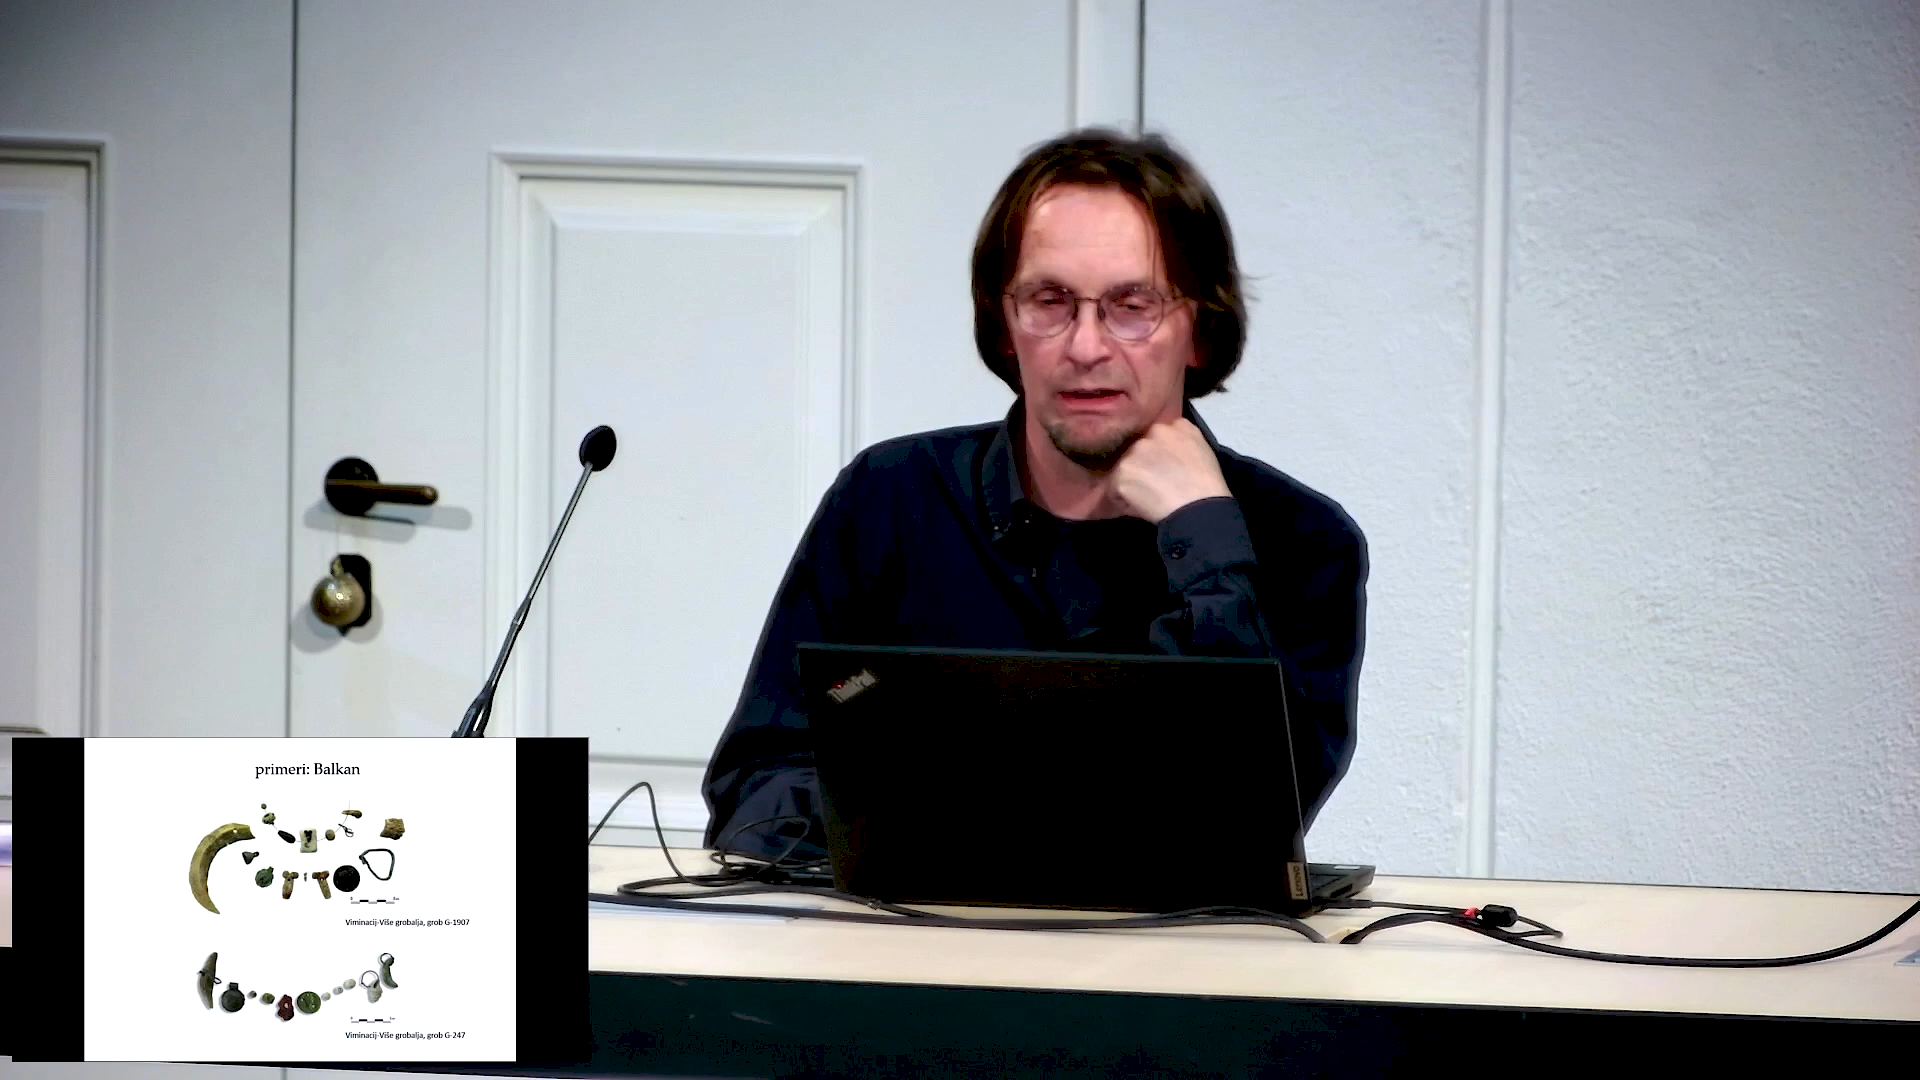 ThinkPad
Lenovo
primeri: Balkan
Viminacij-Više grobalja, grob G-1907
Viminacij-Više grobalja, grob G-247